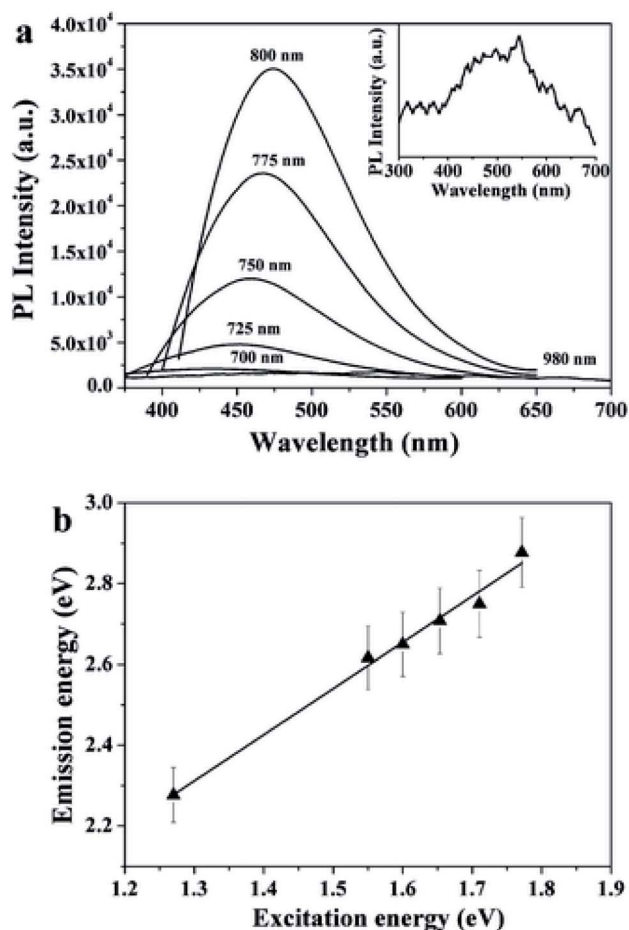 a
PL Intensity (a.u.)
4.0x10⁴
3.5x10⁴
3.0x10⁴
2.5x10⁴
2.0x10⁴
1.5x10⁴
1.0x10⁴
5.0x10³
0.0
400 450 500 550 600 650 700
Wavelength (nm)
800 nm
775 nm
750 nm
725 nm
700 nm
980 nm
PL Intensity (a.u.)
300 400 500 600 700
Wavelength (nm)
b
Emission energy (eV)
3.0
2.8
2.6
2.4
2.2
1.2 1.3 1.4 1.5 1.6 1.7 1.8 1.9
Excitation energy (eV)